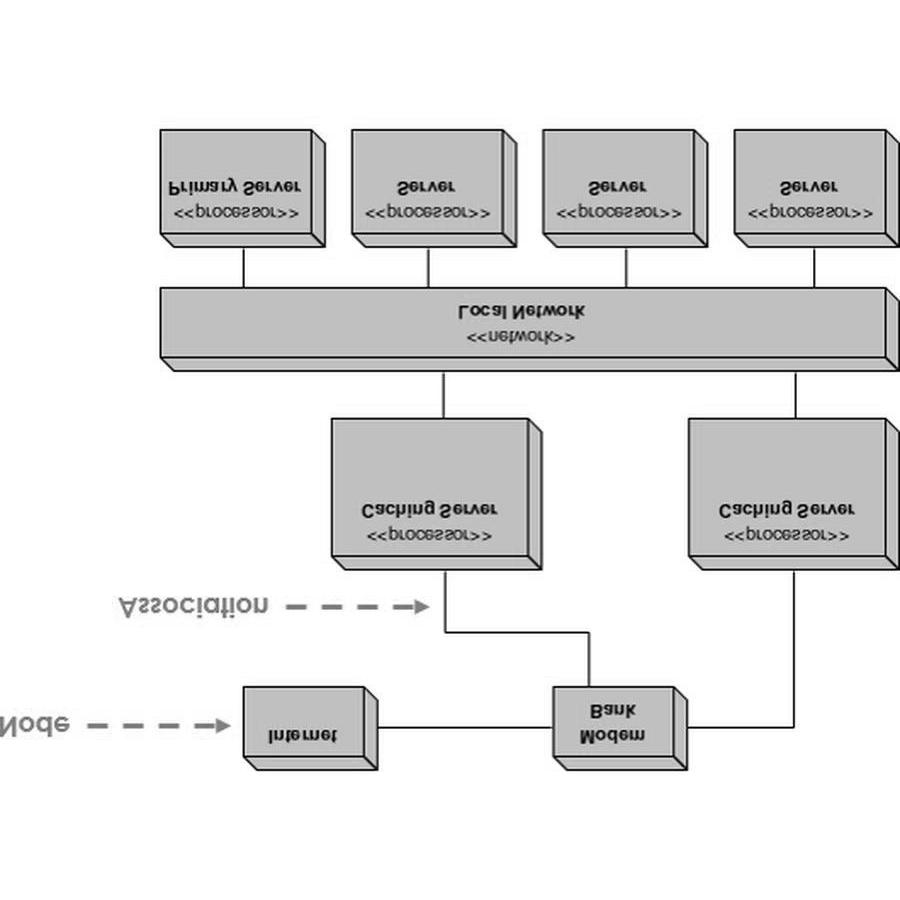 Node
Internet
Modem
Bank
Association
<<processor>>
Caching Server
<<processor>>
Caching Server
<<network>>
Local Network
<<processor>>
Primary Server
<<processor>>
Server
<<processor>>
Server
<<processor>>
Server